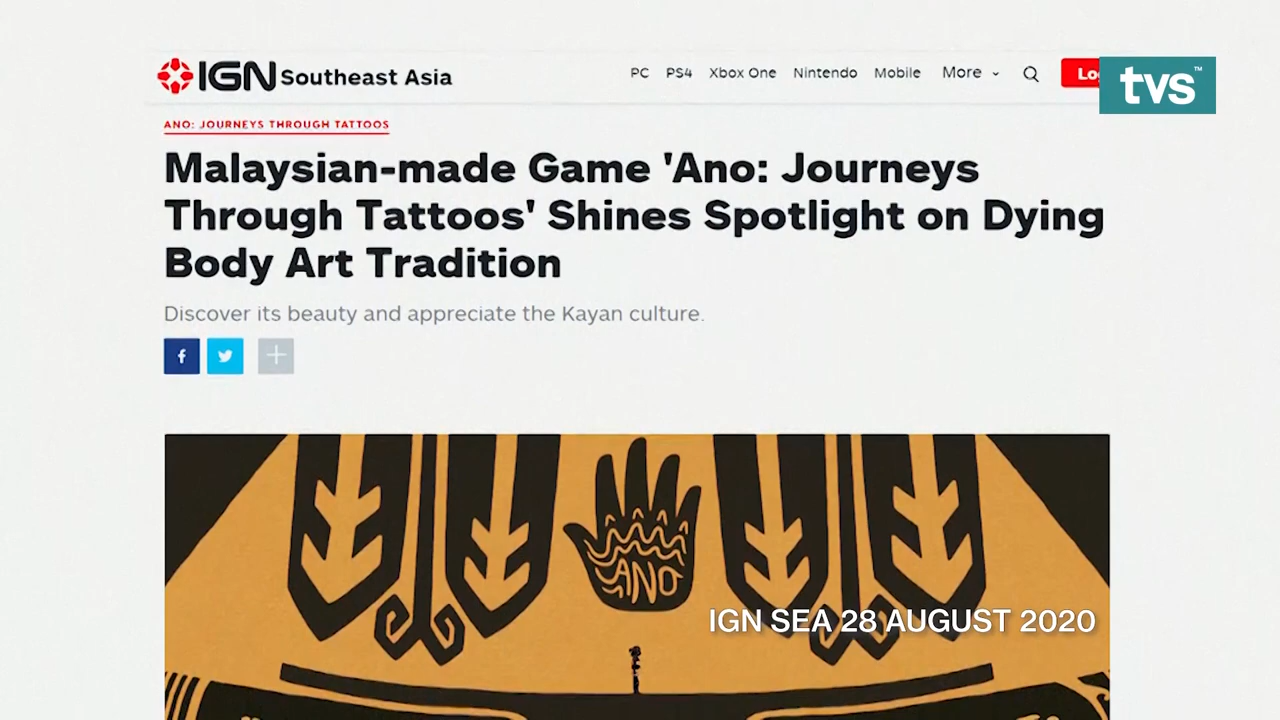 IGN Southeast Asia
PC PS4 Xbox One Nintendo Mobile More
tvs™
ANO: JOURNEYS THROUGH TATTOOS
Malaysian-made Game 'Ano: Journeys
Through Tattoos' Shines Spotlight on Dying
Body Art Tradition
Discover its beauty and appreciate the Kayan culture.
ANO
IGN SEA 28 AUGUST 2020